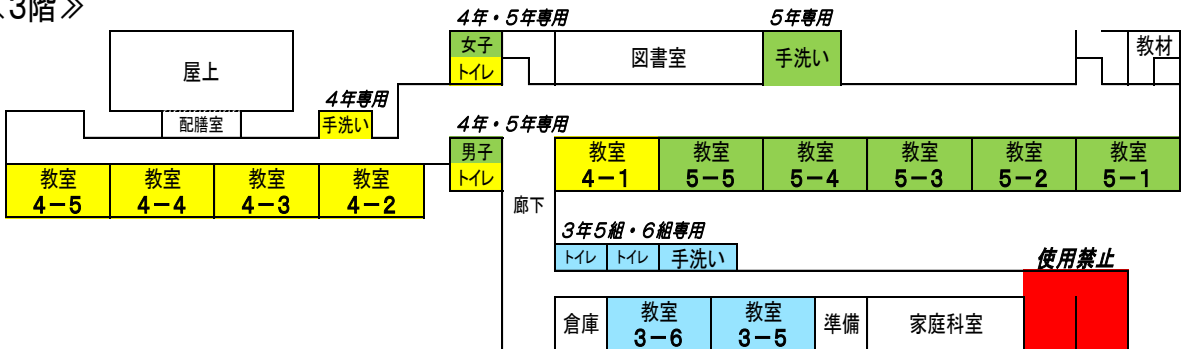 ≪3階≫
4年・5年専用
5年専用
女子
トイレ
図書室
手洗い
教材
屋上
4年専用
配膳室
手洗い
4年・5年専用
男子
トイレ
教室
4－1
教室
5－5
教室
5－4
教室
5－3
教室
5－2
教室
5－1
教室
4－5
教室
4－4
教室
4－3
教室
4－2
廊下
3年5組・6組専用
トイレ
トイレ
手洗い
使用禁止
倉庫
教室
3－6
教室
3－5
準備
家庭科室